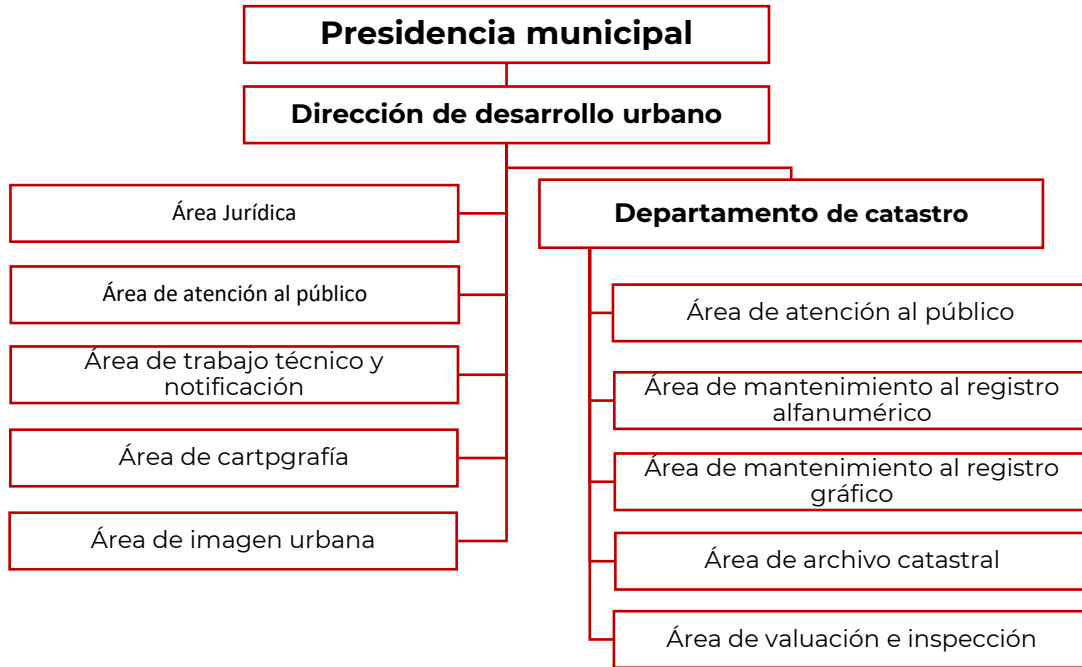 Presidencia municipal
Dirección de desarrollo urbano
Área Jurídica
Área de atención al público
Área de trabajo técnico y
notificación
Área de cartpgrafía
Área de imagen urbana
Departamento de catastro
Área de atención al público
Área de mantenimiento al registro
alfanumérico
Área de mantenimiento al registro
gráfico
Área de archivo catastral
Área de valuación e inspección